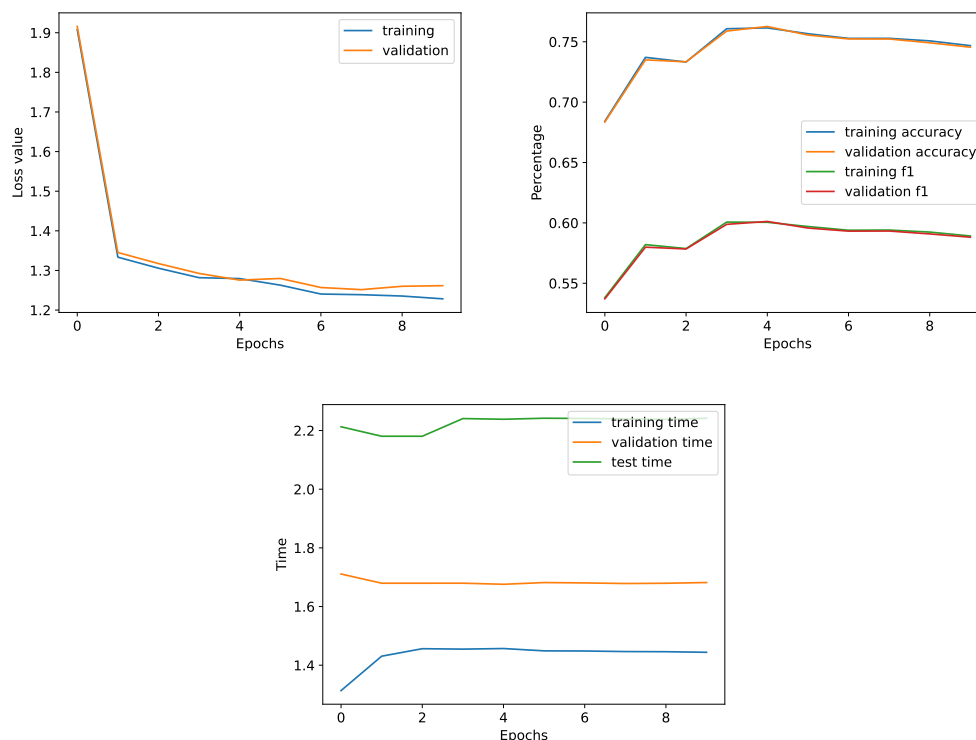 Loss value
1.9
1.8
1.7
1.6
1.5
1.4
1.3
1.2
training
validation
0 2 4 6 8
Epochs
Percentage
0.75
0.70
0.65
0.60
0.55
training accuracy
validation accuracy
training f1
validation f1
0 2 4 6 8
Epochs
Time
2.2
2.0
1.8
1.6
1.4
training time
validation time
test time
0 2 4 6 8
Epochs